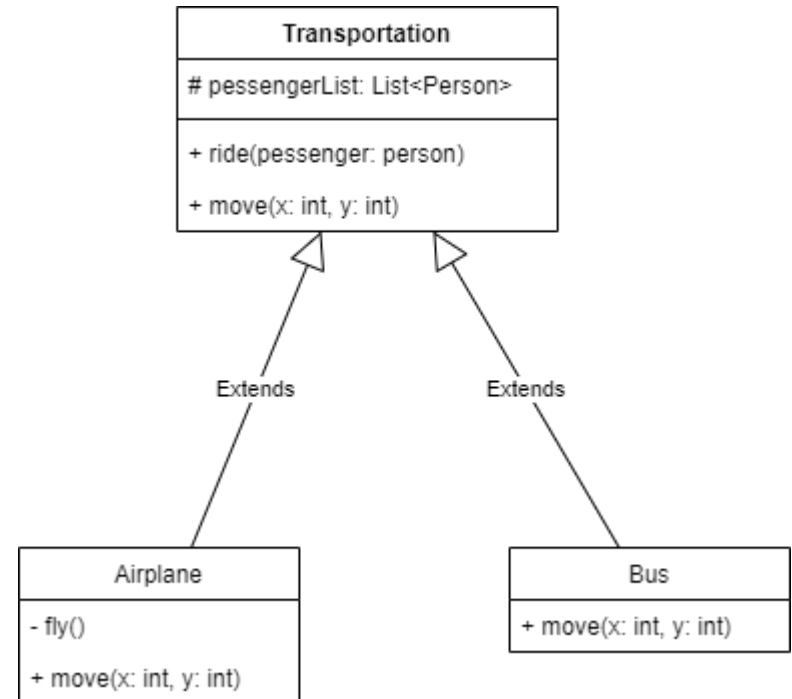 Transportation
# pessengerList: List<Person>
+ ride(pessenger: person)
+ move(x: int, y: int)
Extends
Extends
Airplane
- fly()
+ move(x: int, y: int)
Bus
+ move(x: int, y: int)